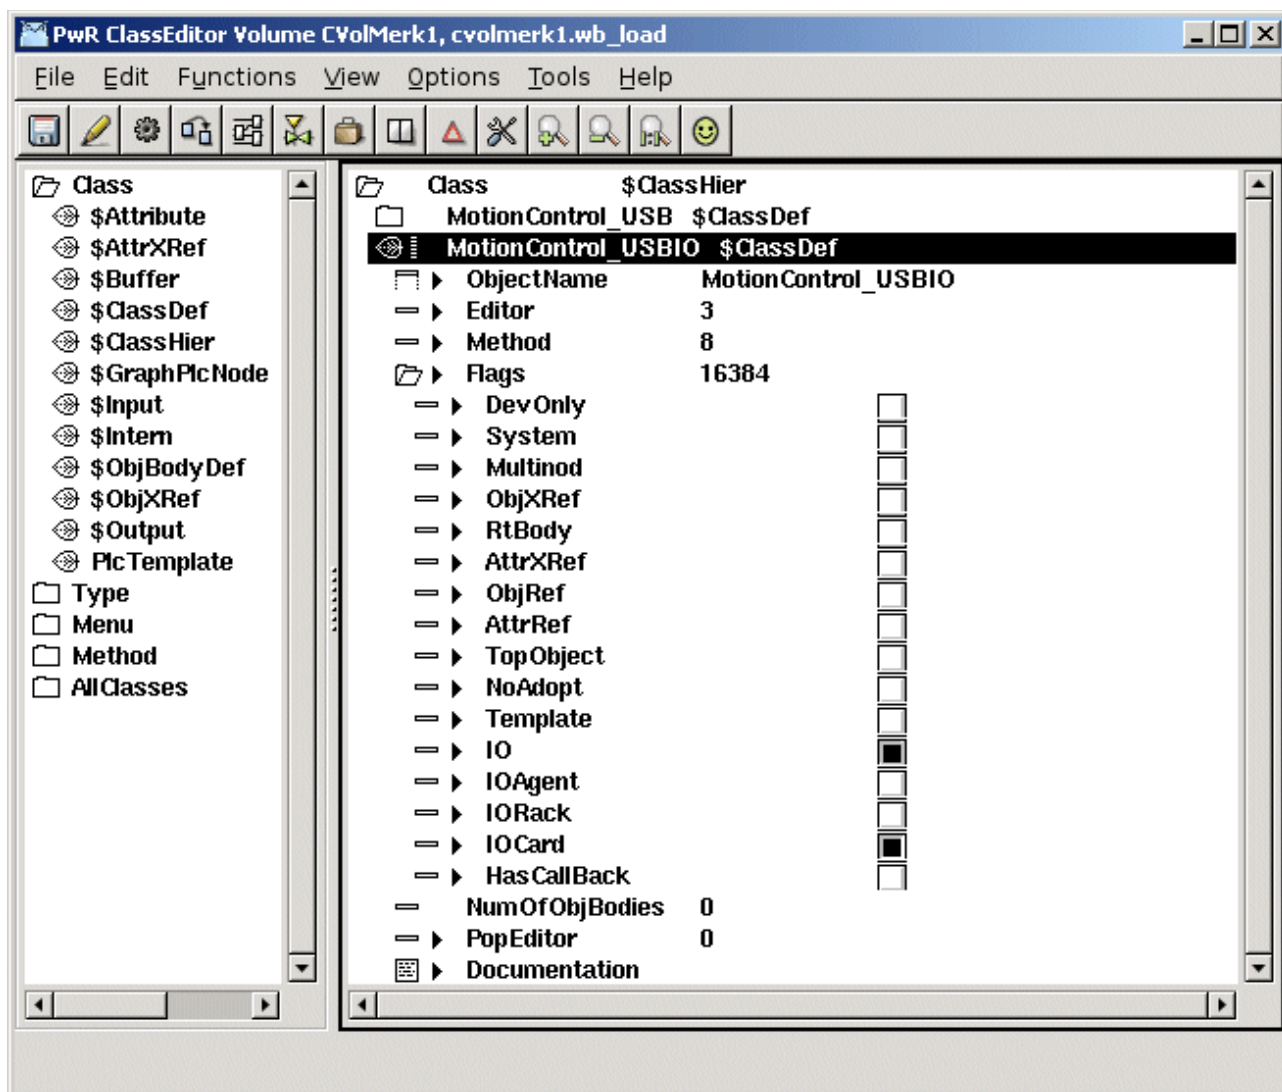 PwR ClassEditor Volume CVolMerk1, cvolmerk1.wb_load
File Edit Functions View Options Tools Help
Class
$Attribute
$AttrXRef
$Buffer
$ClassDef
$ClassHier
$GraphPlcNode
$Input
$Intern
$ObjBodyDef
$ObjXRef
$Output
PlcTemplate
Type
Menu
Method
AllClasses
Class $ClassHier
MotionControl_USB $ClassDef
MotionControl_USBIO $ClassDef
ObjectName MotionControl_USBIO
Editor 3
Method 8
Flags 16384
DevOnly
System
Multinod
ObjXRef
RtBody
AttrXRef
ObjRef
AttrRef
TopObject
NoAdopt
Template
IO
IOAgent
IORack
IOCard
HasCallBack
NumOfObjBodies 0
PopEditor 0
Documentation